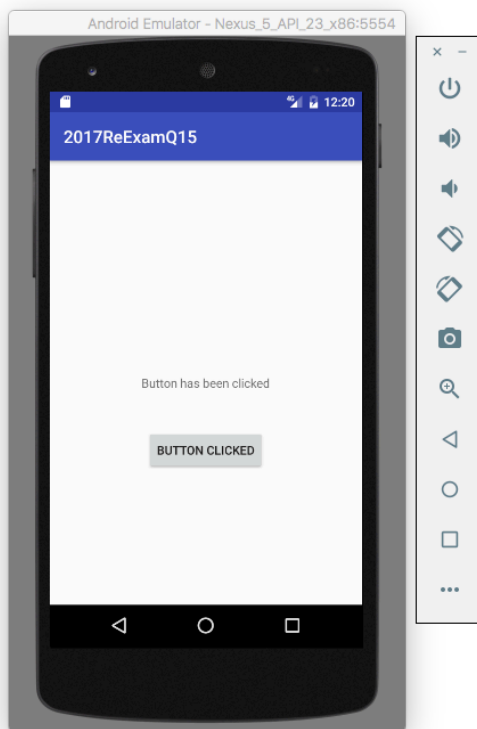 Android Emulator - Nexus_5_API_23_x86:5554
4G 12:20
2017ReExamQ15
Button has been clicked
BUTTON CLICKED